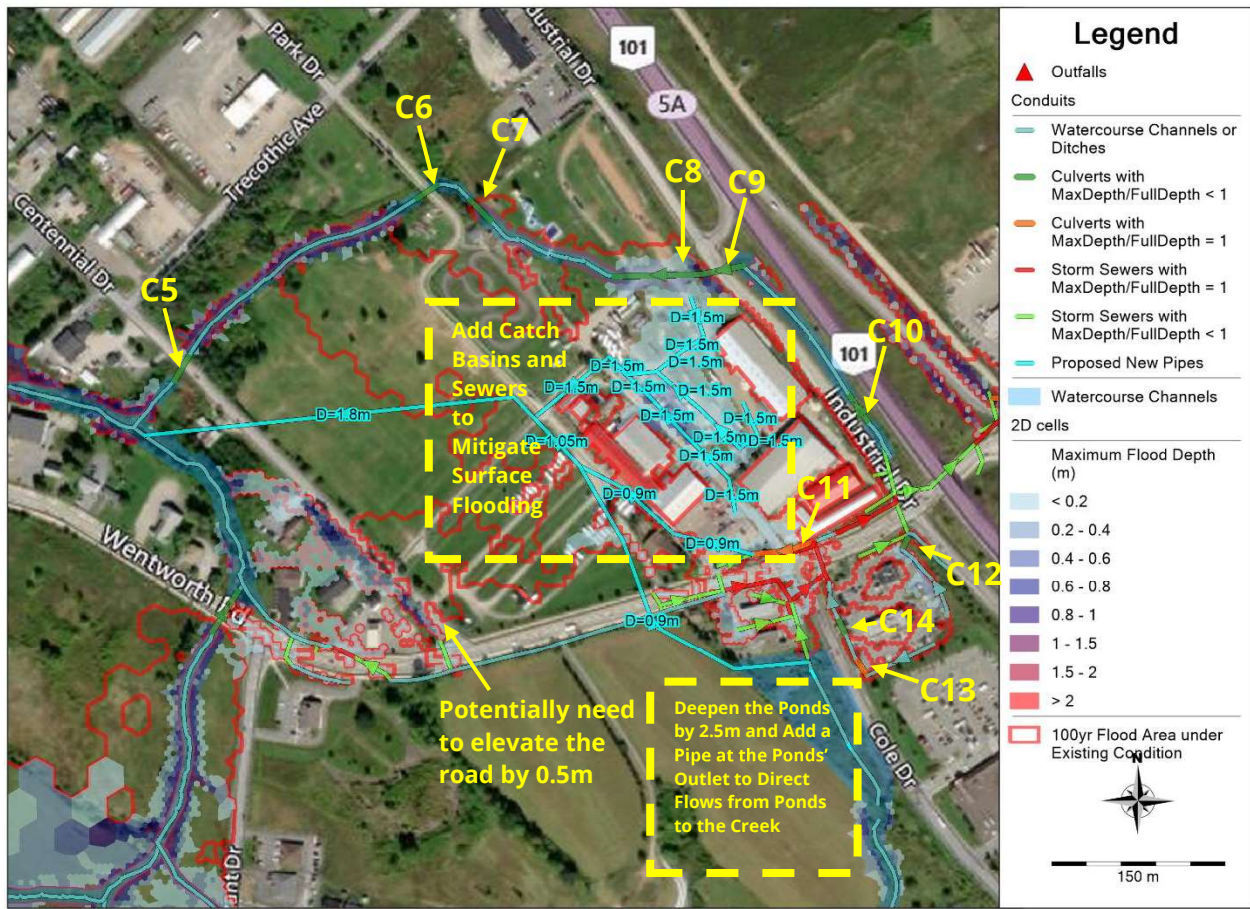 Park Dr
Industrial Dr
101
5A
C6
C7
Trecothic Ave
Centennial Dr
C8
C9
C5
Add Catch
Basins and
Sewers
to
Mitigate
Surface
Flooding
D=1.5m
D=1.5m
D=1.5m
D=1.5m
D=1.5m
D=1.5m
D=1.5m
D=1.5m
D=1.5m
D=1.5m
D=1.5m
D=1.5m
D=1.8m
D=1.05m
D=0.9m
D=0.9m
D=0.9m
101
C10
Industrial Dr
C11
C12
C14
C13
Wentworth Rd
Potentially need
to elevate the
road by 0.5m
Deepen the Ponds
by 2.5m and Add a
Pipe at the Ponds’
Outlet to Direct
Flows from Ponds
to the Creek
Cole Dr
Legend
Outfalls
Conduits
Watercourse Channels or
Ditches
Culverts with
MaxDepth/FullDepth < 1
Culverts with
MaxDepth/FullDepth = 1
Storm Sewers with
MaxDepth/FullDepth = 1
Storm Sewers with
MaxDepth/FullDepth < 1
Proposed New Pipes
Watercourse Channels
2D cells
Maximum Flood Depth
(m)
< 0.2
0.2 - 0.4
0.4 - 0.6
0.6 - 0.8
0.8 - 1
1 - 1.5
1.5 - 2
> 2
100yr Flood Area under
Existing Condition
N
150 m